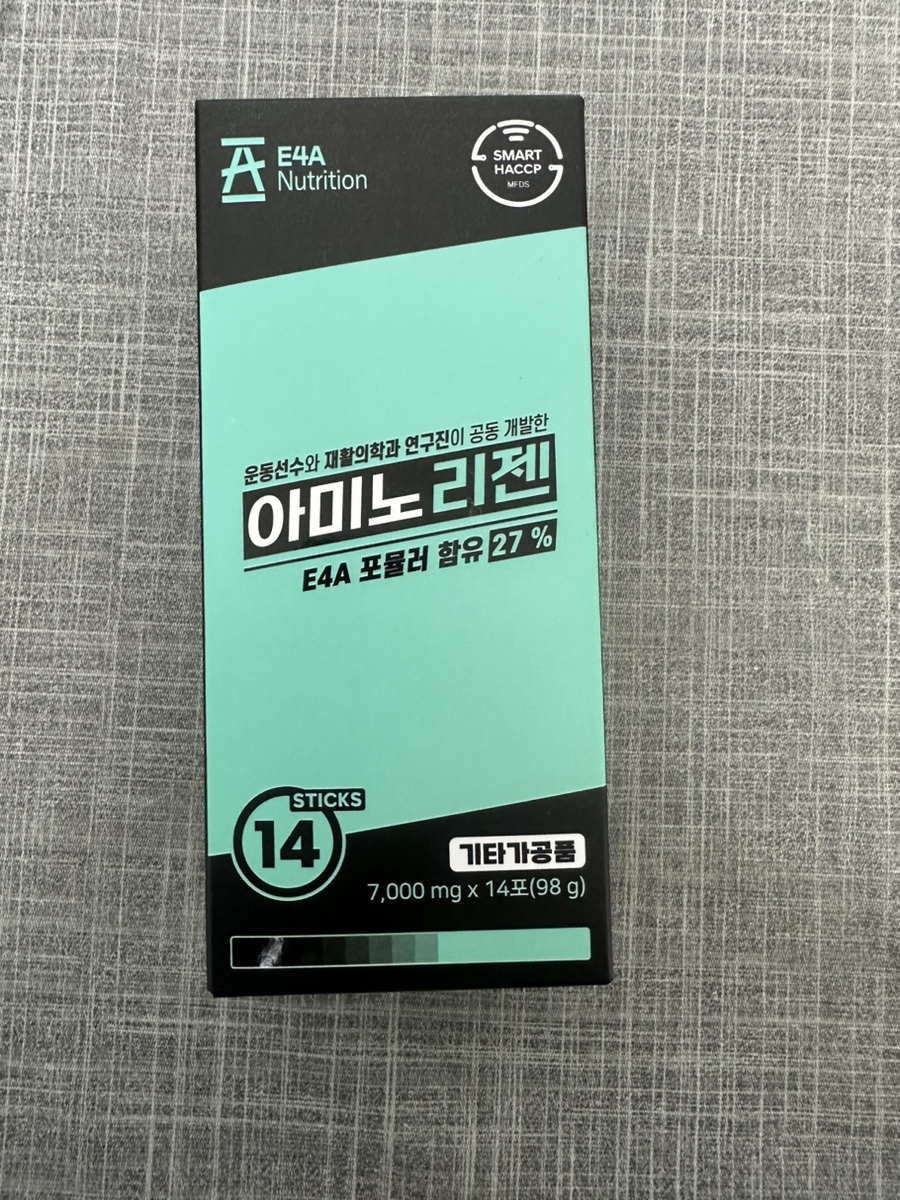 E4A
Nutrition
SMART
HACCP
MFDS
운동선수와 재활의학과 연구진이 공동 개발한
아미노리젠
E4A 포뮬러 함유 27 %
STICKS
14
기타가공품
7,000 mg x 14포(98 g)